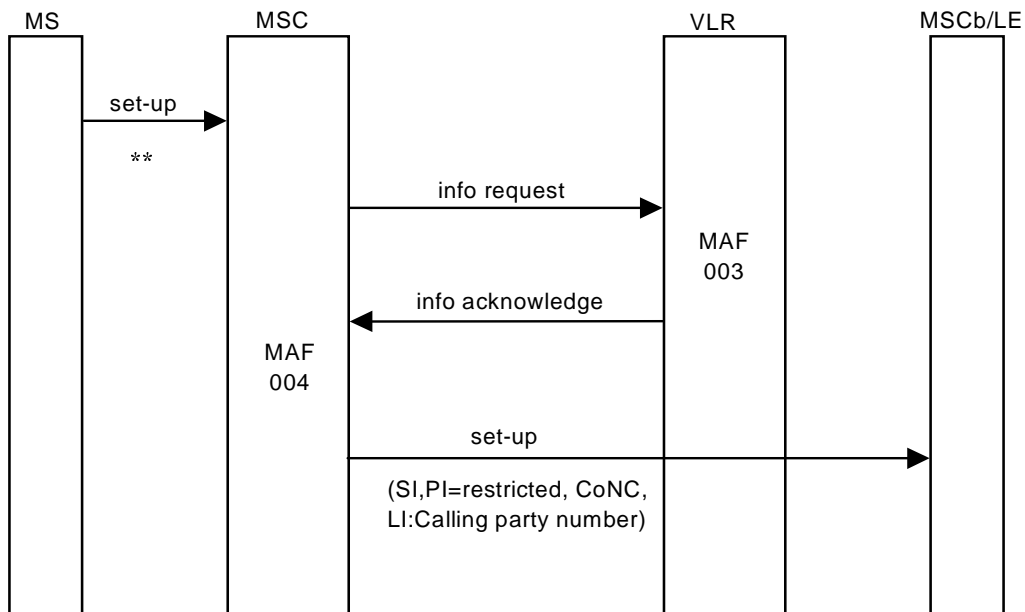 MS
MSC
VLR
MSCb/LE
set-up
**
info request
MAF
003
info acknowledge
MAF
004
set-up
(SI,PI=restricted, CoNC,
LI:Calling party number)